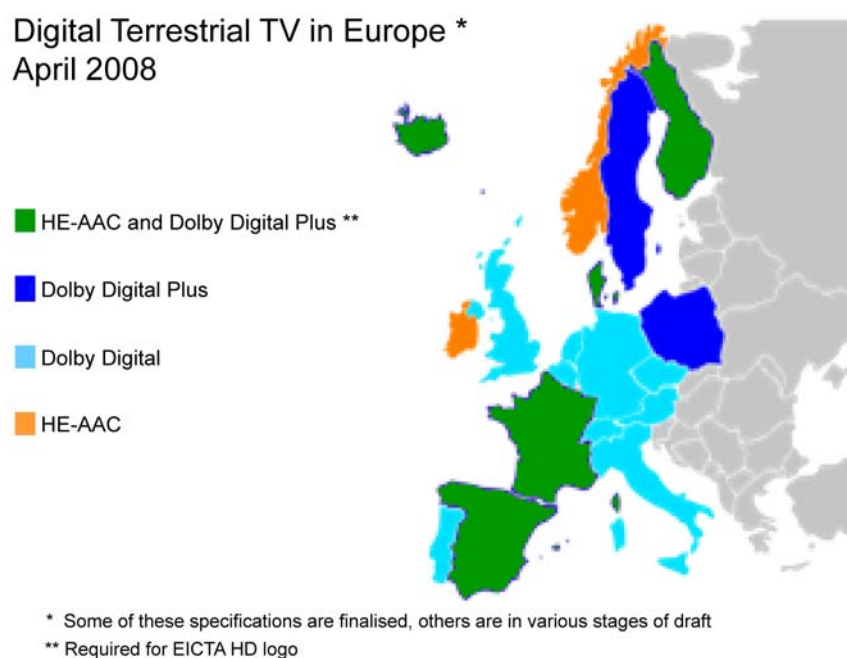 Digital Terrestrial TV in Europe *
April 2008
HE-AAC and Dolby Digital Plus **
Dolby Digital Plus
Dolby Digital
HE-AAC
* Some of these specifications are finalised, others are in various stages of draft
** Required for EICTA HD logo